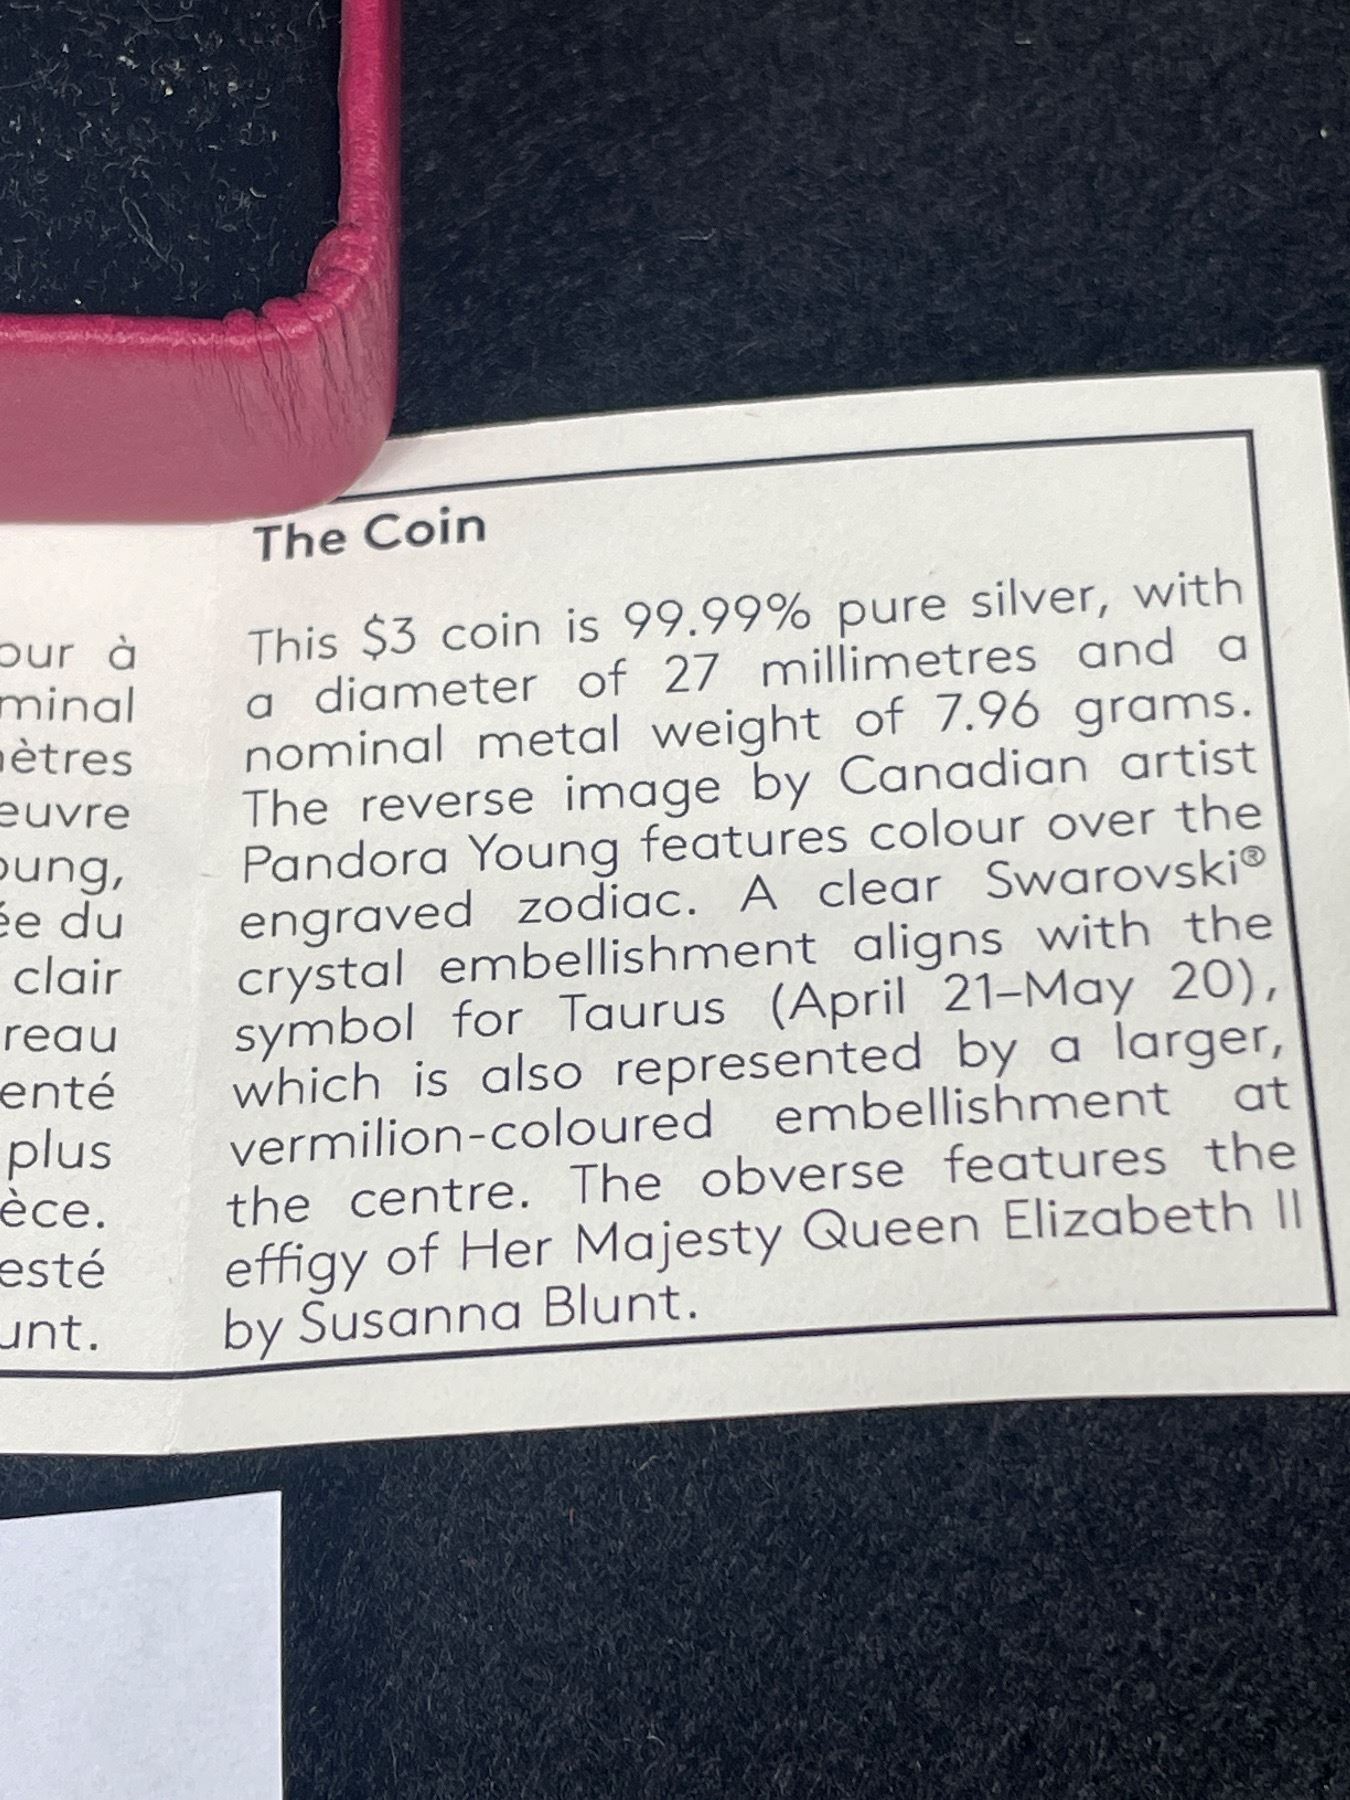 our à
minal
ètres
euvre
oung,
ée du
clair
reau
enté
plus
èce.
esté
unt.
The Coin
This $3 coin is 99.99% pure silver, with
a diameter of 27 millimetres and a
nominal metal weight of 7.96 grams.
The reverse image by Canadian artist
Pandora Young features colour over the
engraved zodiac. A clear Swarovski®
crystal embellishment aligns with the
symbol for Taurus (April 21–May 20),
which is also represented by a larger,
vermilion-coloured embellishment at
the centre. The obverse features the
effigy of Her Majesty Queen Elizabeth II
by Susanna Blunt.